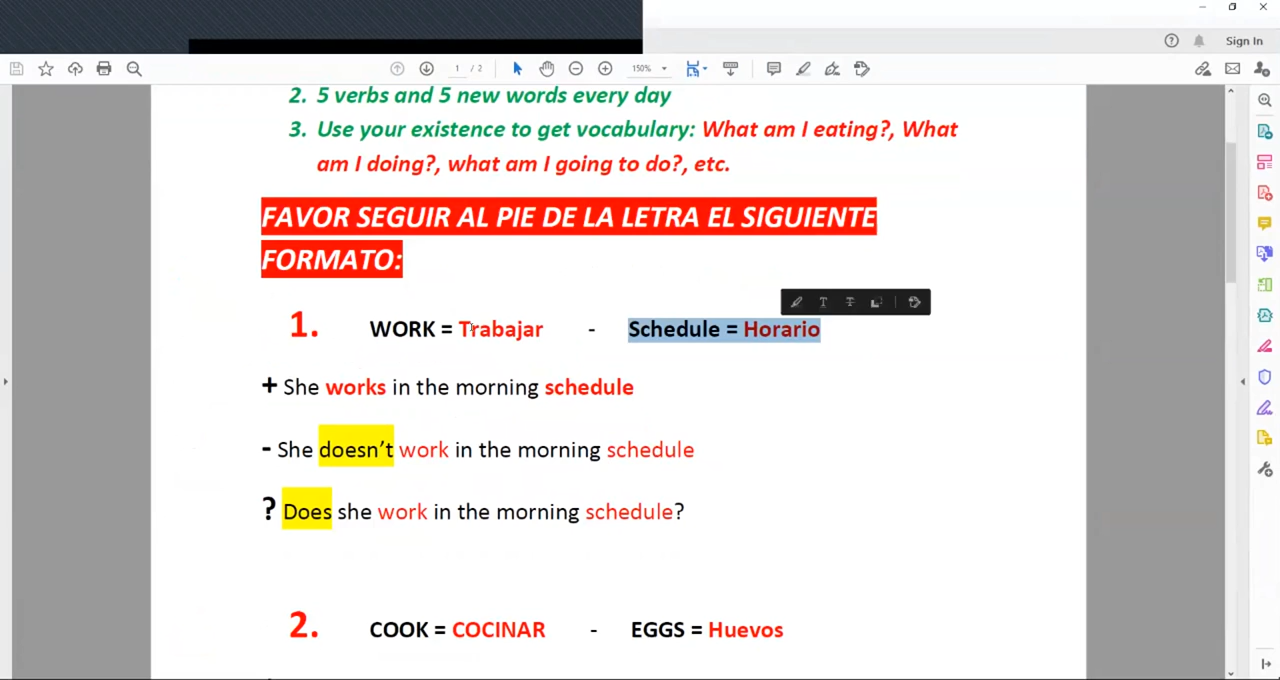 Sign In
1 / 2
150%
2. 5 verbs and 5 new words every day
3. Use your existence to get vocabulary: What am I eating?, What
am I doing?, what am I going to do?, etc.
FAVOR SEGUIR AL PIE DE LA LETRA EL SIGUIENTE
FORMATO:
1. WORK = Trabajar - Schedule = Horario
+ She works in the morning schedule
- She doesn’t work in the morning schedule
? Does she work in the morning schedule?
2. COOK = COCINAR - EGGS = Huevos